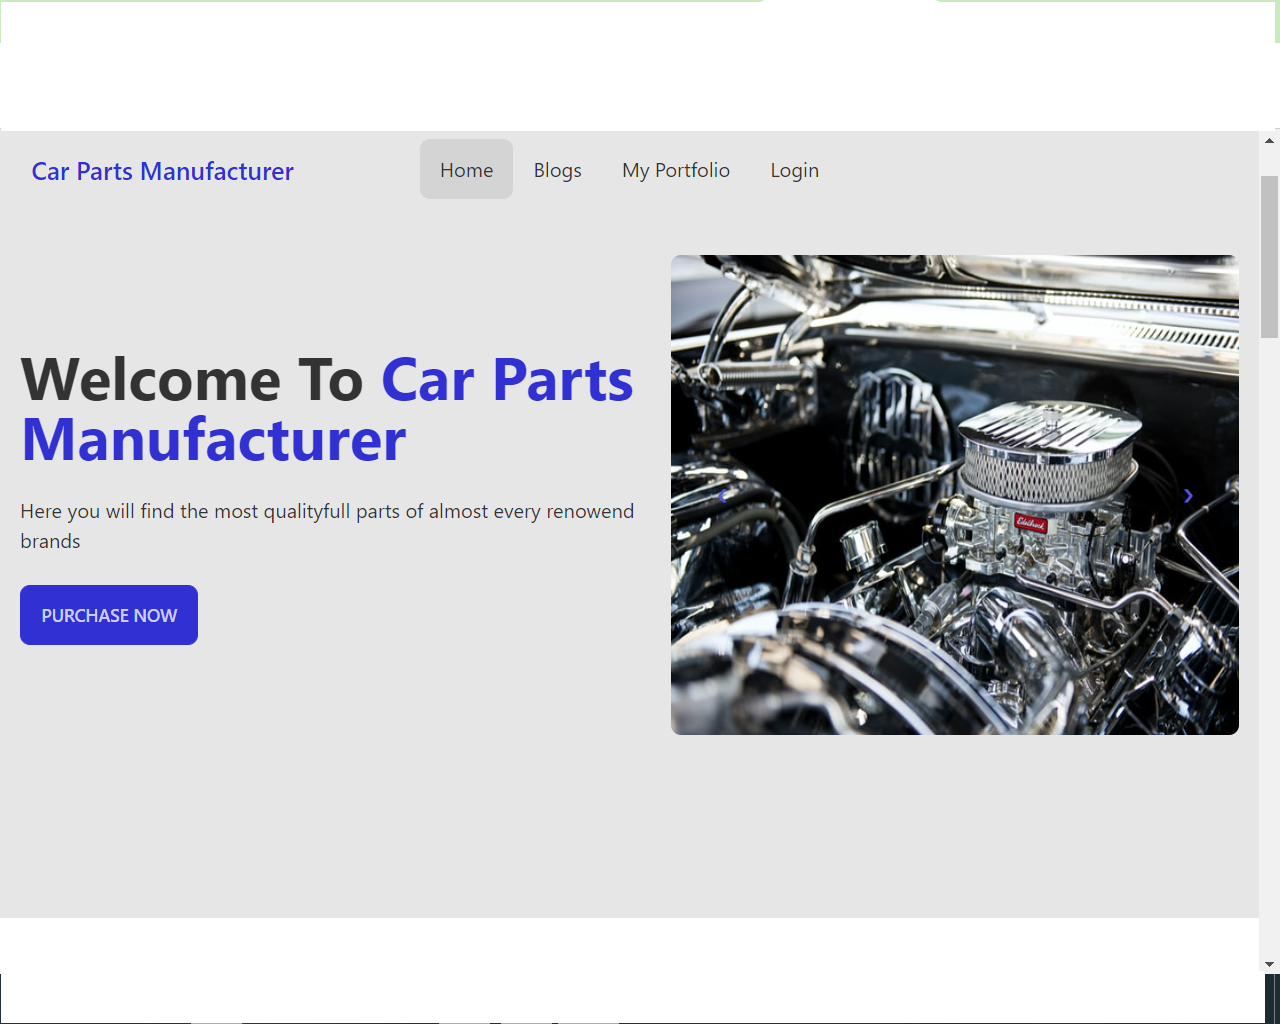 Car Parts Manufacturer
Home Blogs My Portfolio Login
Welcome To Car Parts
Manufacturer
Here you will find the most qualityfull parts of almost every renowend
brands
PURCHASE NOW
Edelbrock